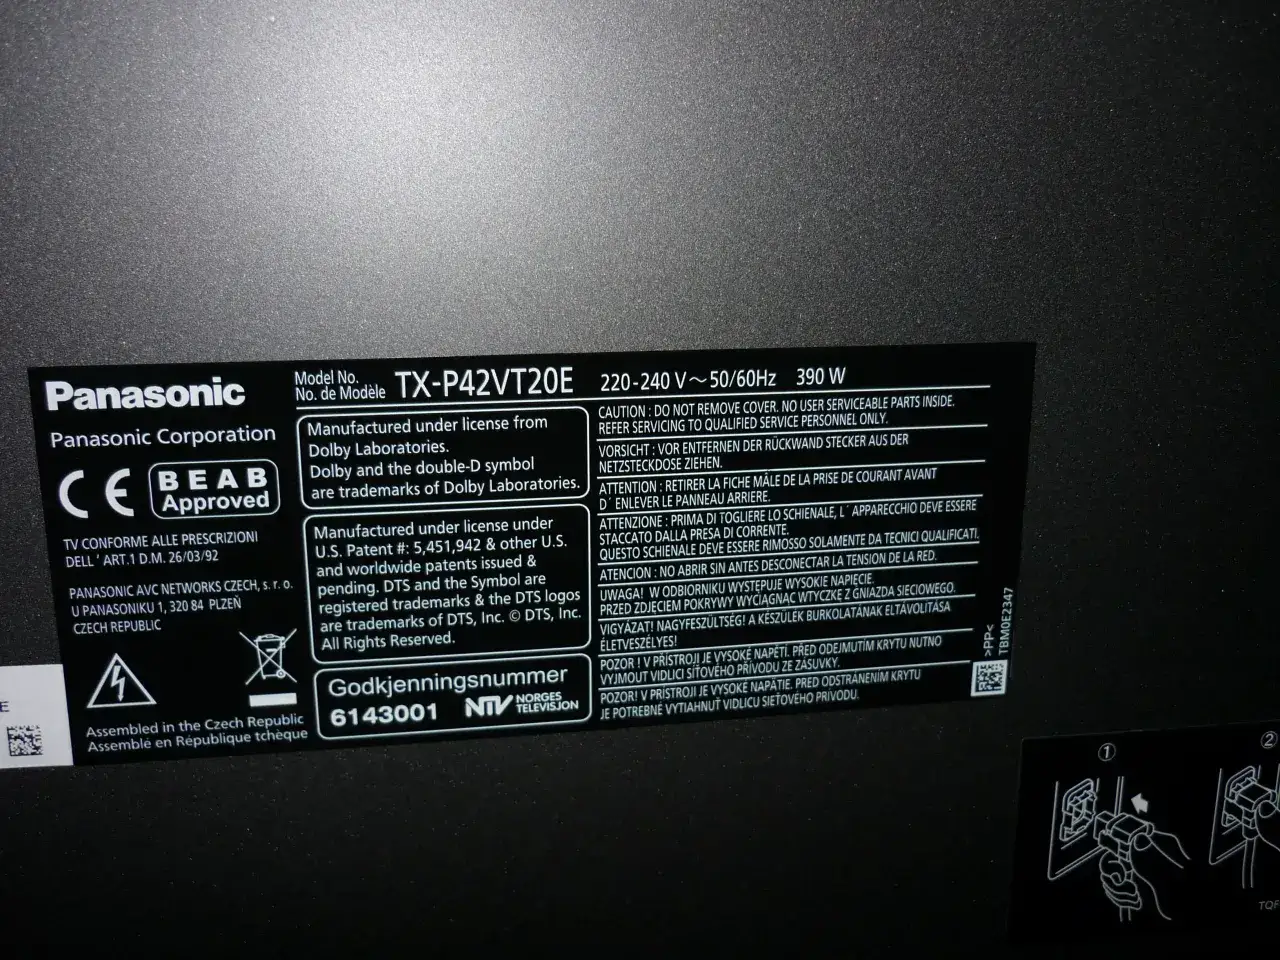 Panasonic
Panasonic Corporation
CE
BEAB
Approved
TV CONFORME ALLE PRESCRIZIONI
DELL'ART.1 D.M. 26/03/92
PANASONIC AVC NETWORKS CZECH, s. r. o.
U PANASONIKU 1, 320 84 PLZEŇ
CZECH REPUBLIC
Assembled in the Czech Republic
Assemblé en République tchèque
Model No.
No. de Modèle
TX-P42VT20E
220-240 V~50/60Hz 390 W
Manufactured under license from
Dolby Laboratories.
Dolby and the double-D symbol
are trademarks of Dolby Laboratories.
Manufactured under license under
U.S. Patent #: 5,451,942 & other U.S.
and worldwide patents issued &
pending. DTS and the Symbol are
registered trademarks & the DTS logos
are trademarks of DTS, Inc. © DTS, Inc.
All Rights Reserved.
Godkjenningsnummer
6143001
NTV NORGES
TELEVISJON
CAUTION : DO NOT REMOVE COVER. NO USER SERVICEABLE PARTS INSIDE.
REFER SERVICING TO QUALIFIED SERVICE PERSONNEL ONLY.
VORSICHT : VOR ENTFERNEN DER RÜCKWAND STECKER AUS DER
NETZSTECKDOSE ZIEHEN.
ATTENTION : RETIRER LA FICHE MÂLE DE LA PRISE DE COURANT AVANT
D´ENLEVER LE PANNEAU ARRIERE.
ATTENZIONE : PRIMA DI TOGLIERE LO SCHIENALE, L´APPARECCHIO DEVE ESSERE
STACCATO DALLA PRESA DI CORRENTE.
QUESTO SCHIENALE DEVE ESSERE RIMOSSO SOLAMENTE DA TECNICI QUALIFICATI.
ATENCION : NO ABRIR SIN ANTES DESCONECTAR LA TENSION DE LA RED.
UWAGA! W ODBIORNIKU WYSTĘPUJE WYSOKIE NAPIĘCIE.
PRZED ZDJĘCIEM POKRYWY WYCIĄGNĄĆ WTYCZKĘ Z GNIAZDA SIECIOWEGO.
VIGYÁZAT! NAGYFESZÜLTSÉG! A KÉSZÜLÉK BURKOLATÁNAK ELTÁVOLÍTÁSA
ÉLETVESZÉLYES!
POZOR ! V PŘÍSTROJI JE VYSOKÉ NAPĚTÍ. PŘED ODEJMUTÍM KRYTU NUTNO
VYJMOUT VIDLICI SÍŤOVÉHO PŘÍVODU ZE ZÁSUVKY.
POZOR! V PRÍSTROJI JE VYSOKÉ NAPÄTIE. PRED ODSTRÁNENÍM KRYTU
JE POTREBNÉ VYTIAHNUŤ VIDLICU SIEŤOVÉHO PRÍVODU.
>PP<
TBM0E2347
E
①
②
TQF